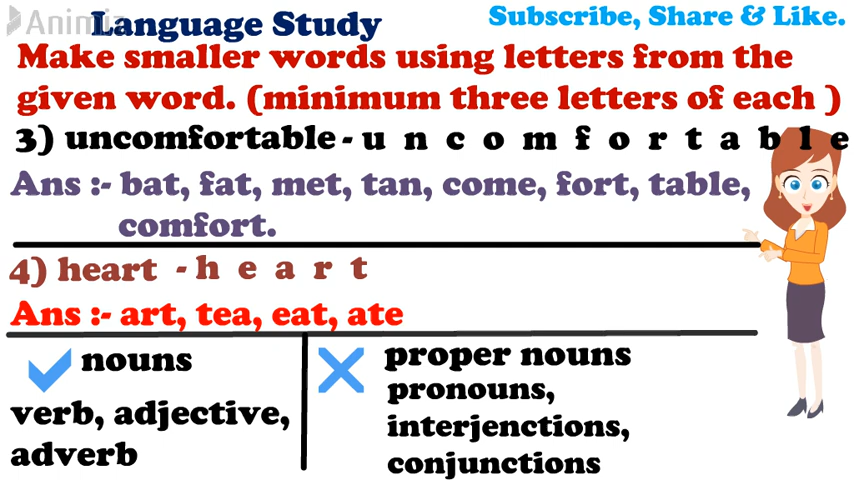 Animiz
Language Study
Subscribe, Share & Like.
Make smaller words using letters from the
given word. (minimum three letters of each )
3) uncomfortable - u n c o m f o r t a b l e
Ans :- bat, fat, met, tan, come, fort, table,
comfort.
4) heart - h e a r t
Ans :- art, tea, eat, ate
nouns
verb, adjective,
adverb
proper nouns
pronouns,
interjenctions,
conjunctions